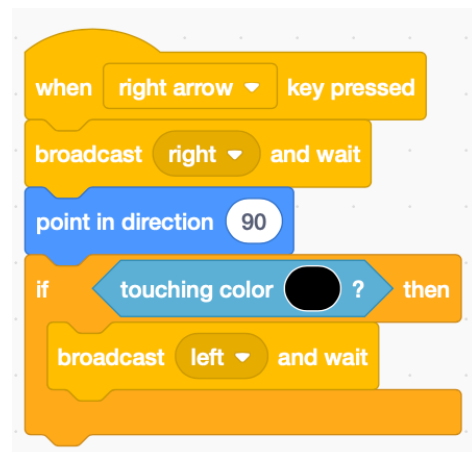 when right arrow key pressed
broadcast right and wait
point in direction 90
if touching color ? then
broadcast left and wait